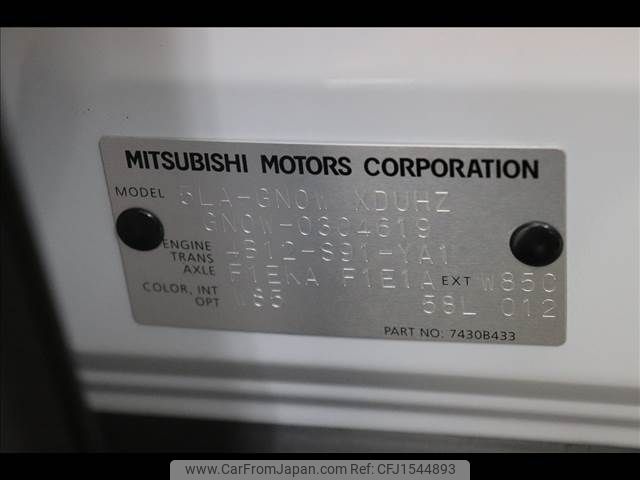 MITSUBISHI MOTORS CORPORATION
MODEL 5LA-GN0W XDUHZ
GN0W-0304619
ENGINE 4B12-S91-YA1
TRANS
AXLE F1EKA F1E1A EXT W85C
COLOR, INT W85
OPT 58L 012
PART NO: 7430B433
www.CarFromJapan.com CFJ1544893